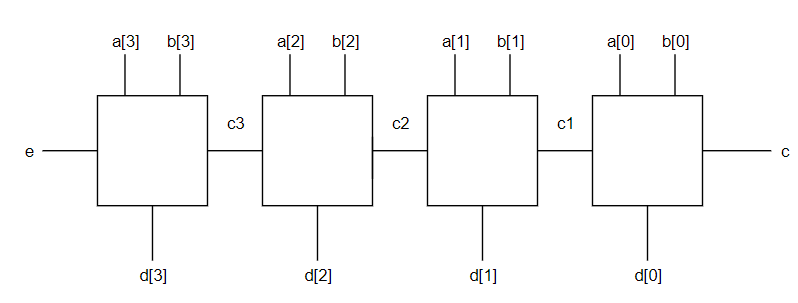 a[3] b[3] a[2] b[2] a[1] b[1] a[0] b[0]
c3 c2 c1
e c
d[3] d[2] d[1] d[0]